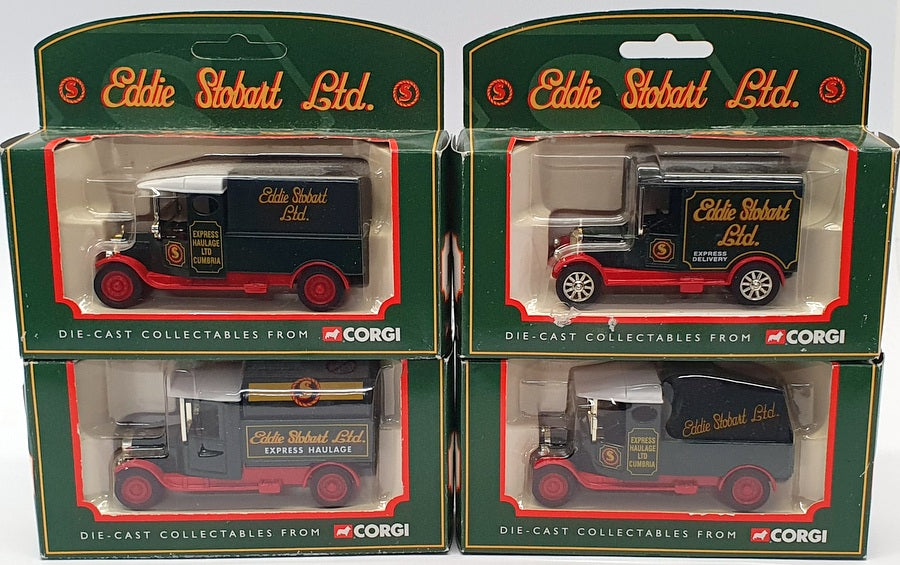 S Eddie Stobart Ltd. S
Eddie Stobart
Ltd.
EXPRESS
HAULAGE
LTD
CUMBRIA
S
DIE-CAST COLLECTABLES FROM CORGI
S Eddie Stobart Ltd. S
Eddie Stobart
Ltd.
EXPRESS
DELIVERY
S
DIE-CAST COLLECTABLES FROM CORGI
S
Eddie Stobart Ltd.
EXPRESS HAULAGE
DIE-CAST COLLECTABLES FROM CORGI
Eddie Stobart Ltd.
EXPRESS
HAULAGE
LTD
CUMBRIA
S
DIE-CAST COLLECTABLES FROM CORGI